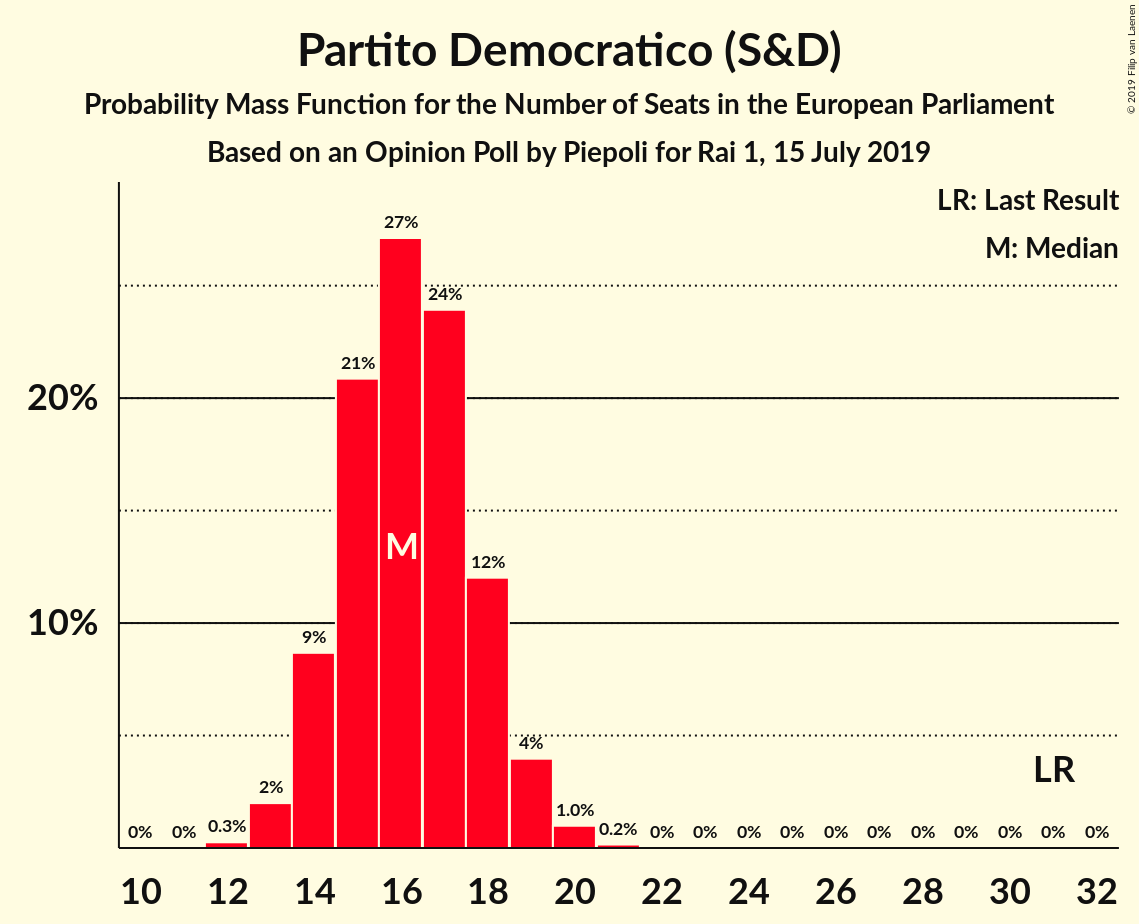 Partito Democratico (S&D)
Probability Mass Function for the Number of Seats in the European Parliament
Based on an Opinion Poll by Piepoli for Rai 1, 15 July 2019
© 2019 Filip van Laenen
LR: Last Result
M: Median
27%
24%
21%
20%
M
12%
10%
9%
4%
LR
2%
0% 0% 0.3% 1.0% 0.2% 0% 0% 0% 0% 0% 0% 0% 0% 0% 0% 0%
10 12 14 16 18 20 22 24 26 28 30 32